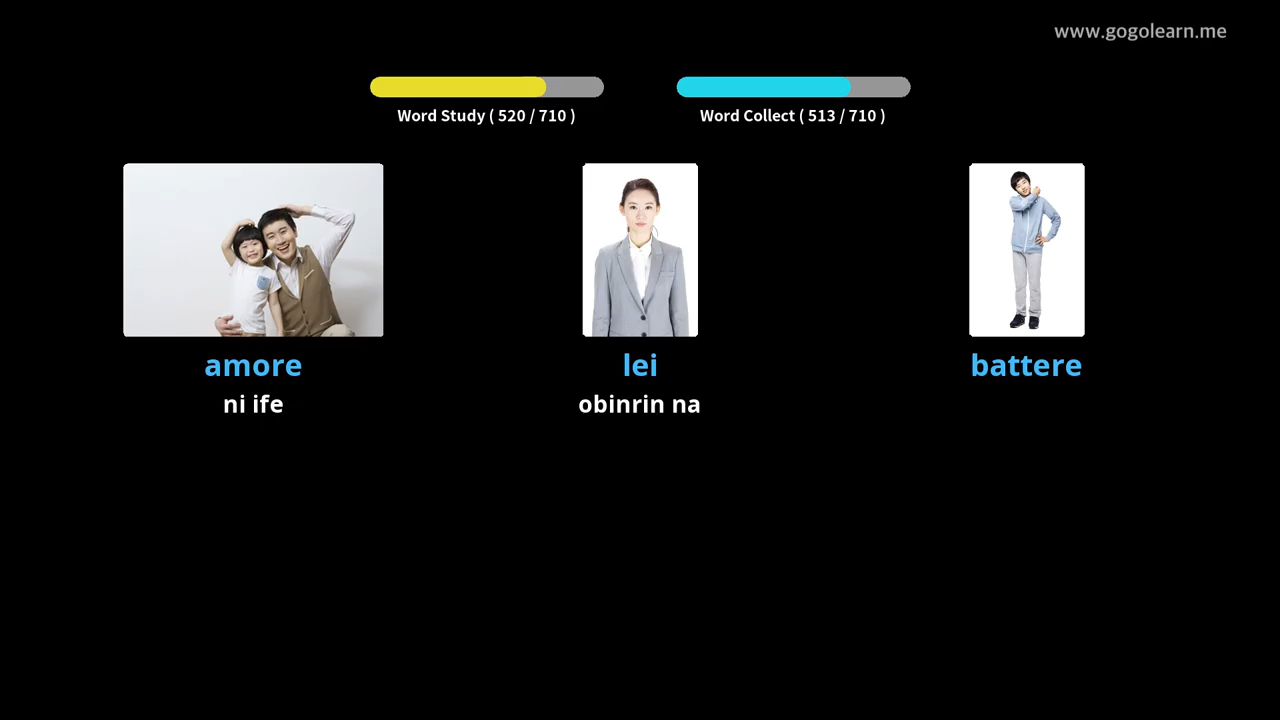 www.gogolearn.me
Word Study ( 520 / 710 )
Word Collect ( 513 / 710 )
amore
lei
battere
ni ife
obinrin na